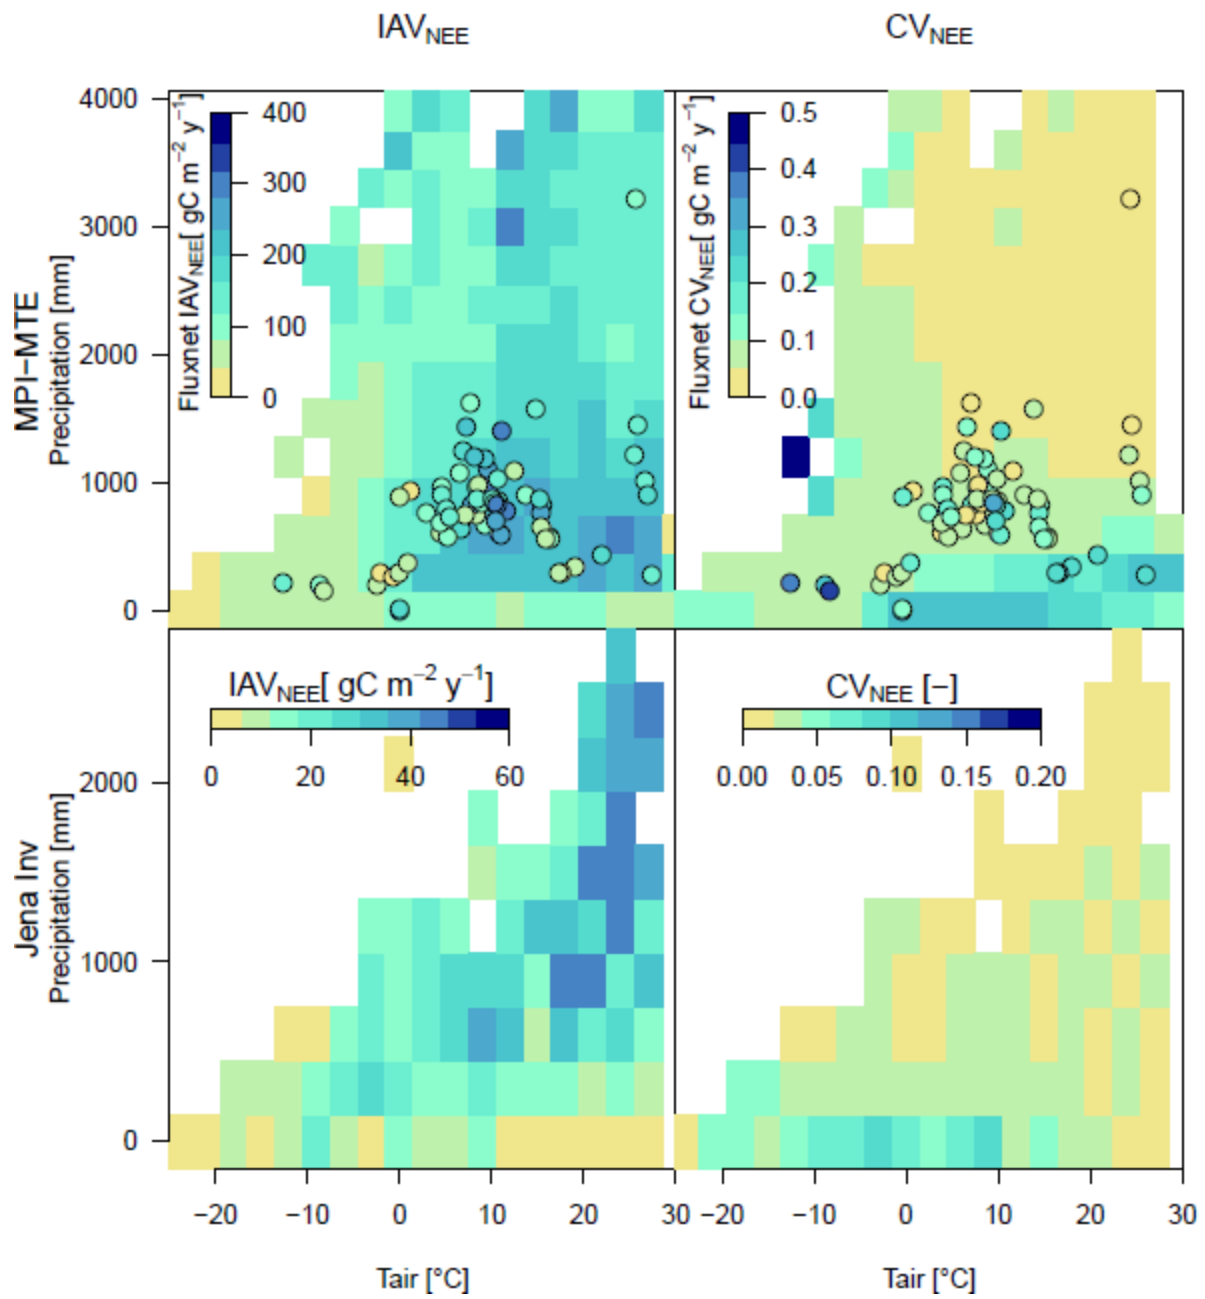 IAVNEE
CVNEE
MPI−MTE
Precipitation [mm]
4000
3000
2000
1000
0
Fluxnet IAVNEE[ gC m−2 y−1]
400
300
200
100
0
Fluxnet CVNEE[ gC m−2 y−1]
0.5
0.4
0.3
0.2
0.1
0.0
Jena Inv
Precipitation [mm]
2000
1000
0
IAVNEE[ gC m−2 y−1]
0 20 40 60
CVNEE [−]
0.00 0.05 0.10 0.15 0.20
−20 −10 0 10 20 30
−20 −10 0 10 20 30
Tair [°C]
Tair [°C]